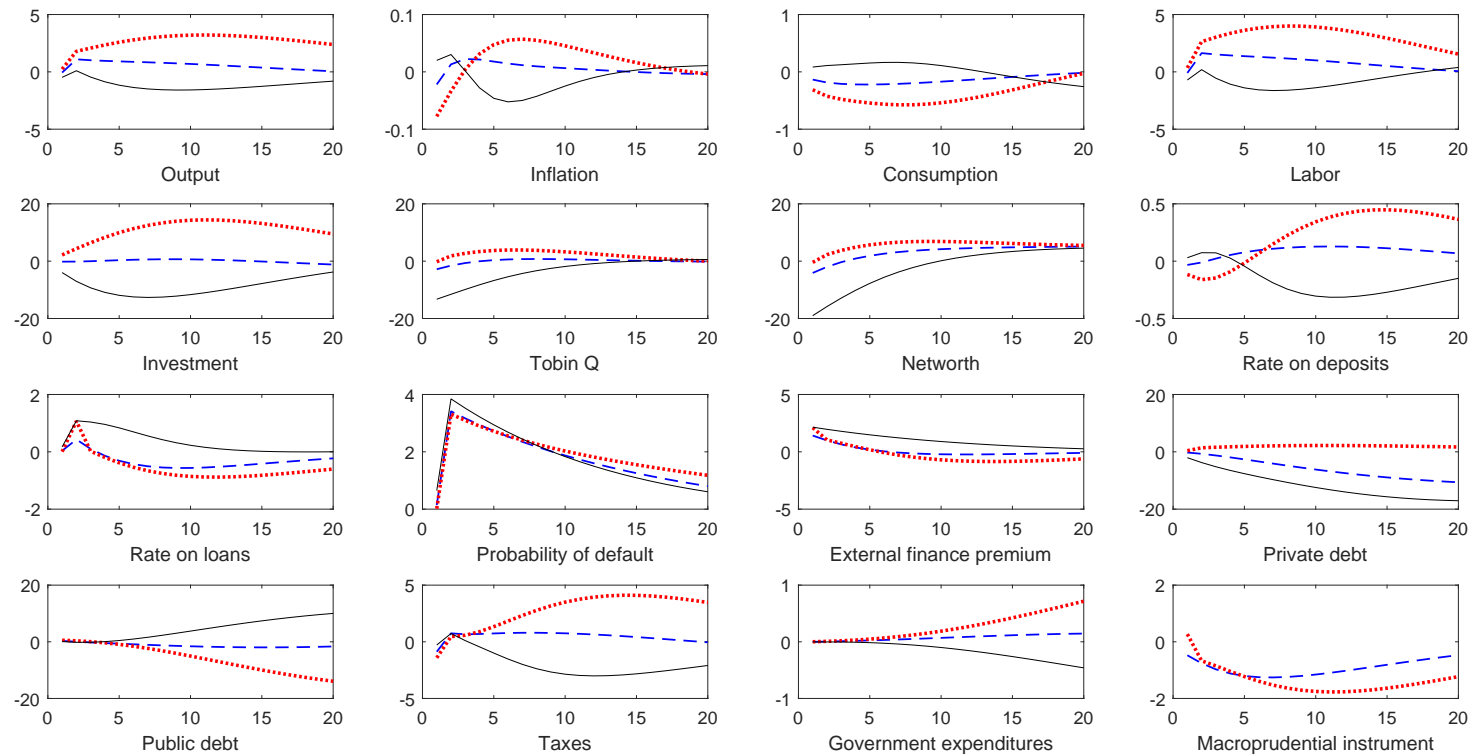 5
0
-5
0 5 10 15 20
Output
0.1
0
-0.1
0 5 10 15 20
Inflation
1
0
-1
0 5 10 15 20
Consumption
5
0
-5
0 5 10 15 20
Labor
20
0
-20
0 5 10 15 20
Investment
20
0
-20
0 5 10 15 20
Tobin Q
20
0
-20
0 5 10 15 20
Networth
0.5
0
-0.5
0 5 10 15 20
Rate on deposits
2
0
-2
0 5 10 15 20
Rate on loans
4
2
0
0 5 10 15 20
Probability of default
5
0
-5
0 5 10 15 20
External finance premium
20
0
-20
0 5 10 15 20
Private debt
20
0
-20
0 5 10 15 20
Public debt
5
0
-5
0 5 10 15 20
Taxes
1
0
-1
0 5 10 15 20
Government expenditures
2
0
-2
0 5 10 15 20
Macroprudential instrument